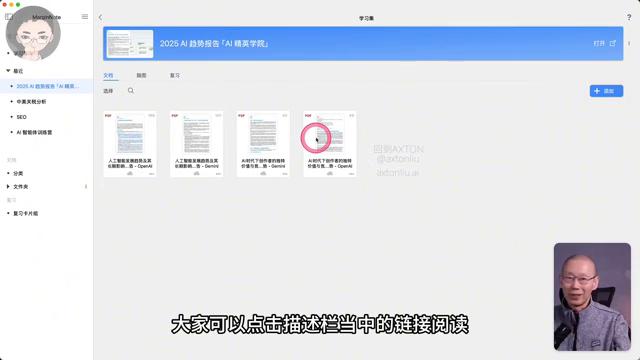 MarginNote
学习集
?
最近
2025 AI 趋势报告「AI 精英...
中美关税分析
SEO
AI 智能体训练营
文档
分类
文件夹
复习
复习卡片组
2025 AI 趋势报告「AI 精英学院」
打开
文档
脑图
复习
选择
添加
PDF
人工智能发展趋势及其
长期影响...告 - OpenAI
PDF
人工智能发展趋势及其
长期影响...告 - Gemini
PDF
AI时代下创作者的独特
价值与竞...告 - Gemini
PDF
AI时代下创作者的独特
价值与竞...告 - OpenAI
回到AXTON
@axtonliu
axtonliu.ai
大家可以点击描述栏当中的链接阅读